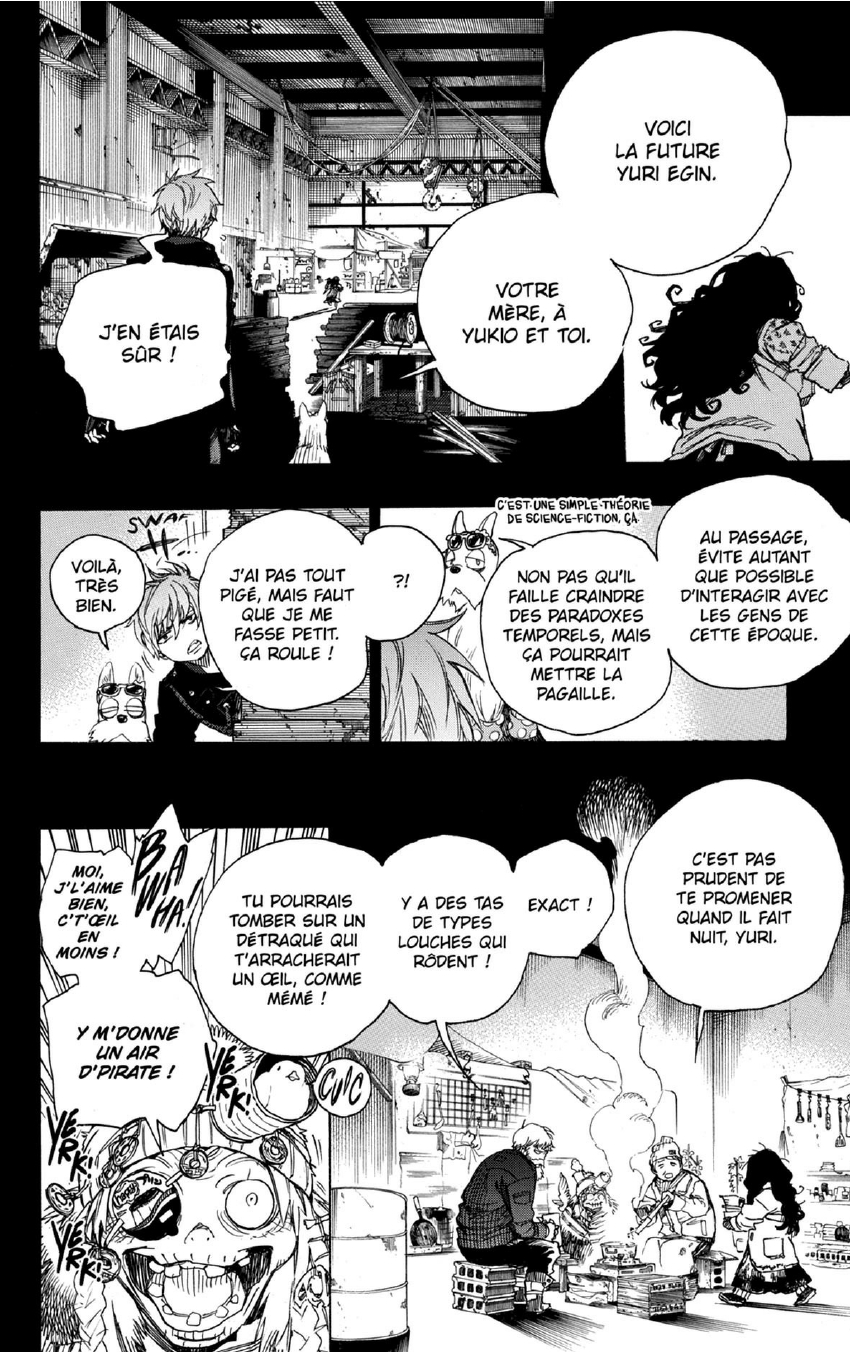 VOICI
LA FUTURE
YURI EGIN.
VOTRE
MÈRE, À
YUKIO ET TOI.
J'EN ÉTAIS
SÛR !
AU PASSAGE,
ÉVITE AUTANT
QUE POSSIBLE
D'INTERAGIR AVEC
LES GENS DE
CETTE ÉPOQUE.
C'EST UNE SIMPLE THÉORIE
DE SCIENCE-FICTION, ÇA.
NON PAS QU'IL
FAILLE CRAINDRE
DES PARADOXES
TEMPORELS, MAIS
ÇA POURRAIT
METTRE LA
PAGAILLE.
?!
J'AI PAS TOUT
PIGÉ, MAIS FAUT
QUE JE ME
FASSE PETIT.
ÇA ROULE !
SWAF
VOILÀ,
TRÈS
BIEN.
C'EST PAS
PRUDENT DE
TE PROMENER
QUAND IL FAIT
NUIT, YURI.
EXACT !
Y A DES TAS
DE TYPES
LOUCHES QUI
RÔDENT !
TU POURRAIS
TOMBER SUR UN
DÉTRAQUÉ QUI
T'ARRACHERAIT
UN ŒIL, COMME
MÉMÉ !
BWA
HA!
MOI,
J'L'AIME
BIEN,
C'T'ŒIL
EN
MOINS !
Y M'DONNE
UN AIR
D'PIRATE !
YERK!
YERK!
CUIC
YERK!
YERK!